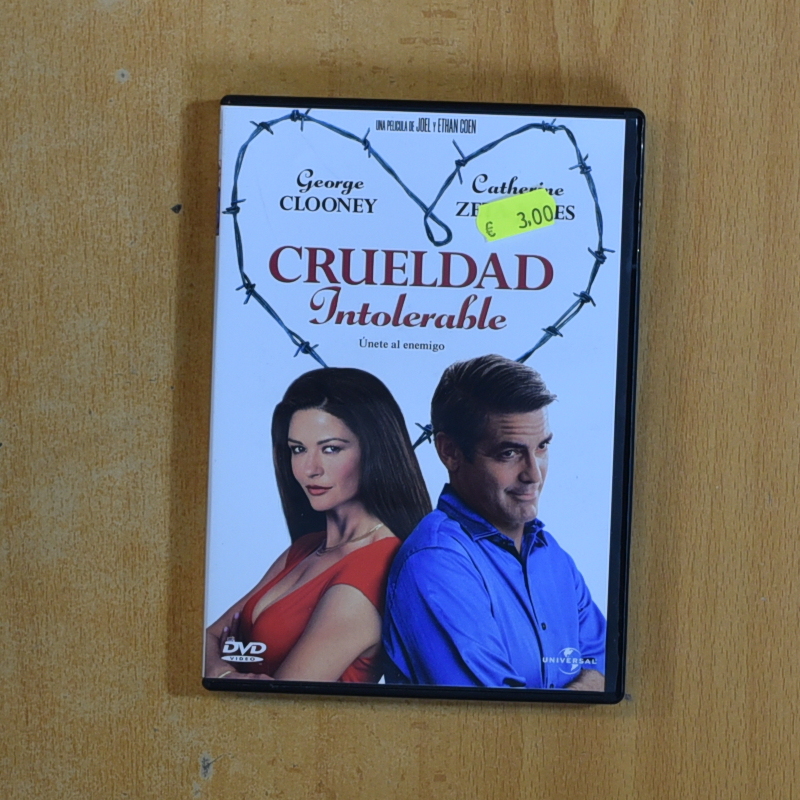 UNA PELICULA DE JOEL Y ETHAN COEN
George Catherine
CLOONEY
€ 3,00
CRUELDAD
Intolerable
Únete al enemigo
DVD
VIDEO
UNIVERSAL